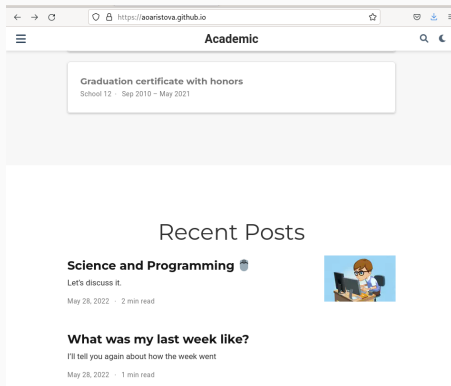 https://aoaristova.github.io
Academic
Graduation certificate with honors
School 12 · Sep 2010 – May 2021
Recent Posts
Science and Programming
Let's discuss it.
May 28, 2022 · 2 min read
What was my last week like?
I'll tell you again about how the week went
May 28, 2022 · 1 min read